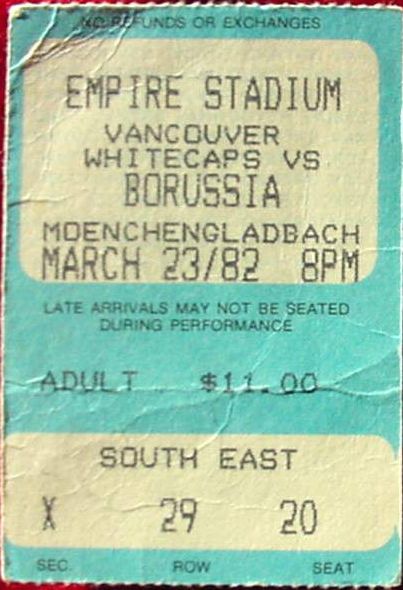 NO REFUNDS OR EXCHANGES
EMPIRE STADIUM
VANCOUVER
WHITECAPS VS
BORUSSIA
MOENCHENGLADBACH
MARCH 23/82 8PM
LATE ARRIVALS MAY NOT BE SEATED
DURING PERFORMANCE
ADULT $11.00
SOUTH EAST
X 29 20
SEC. ROW SEAT